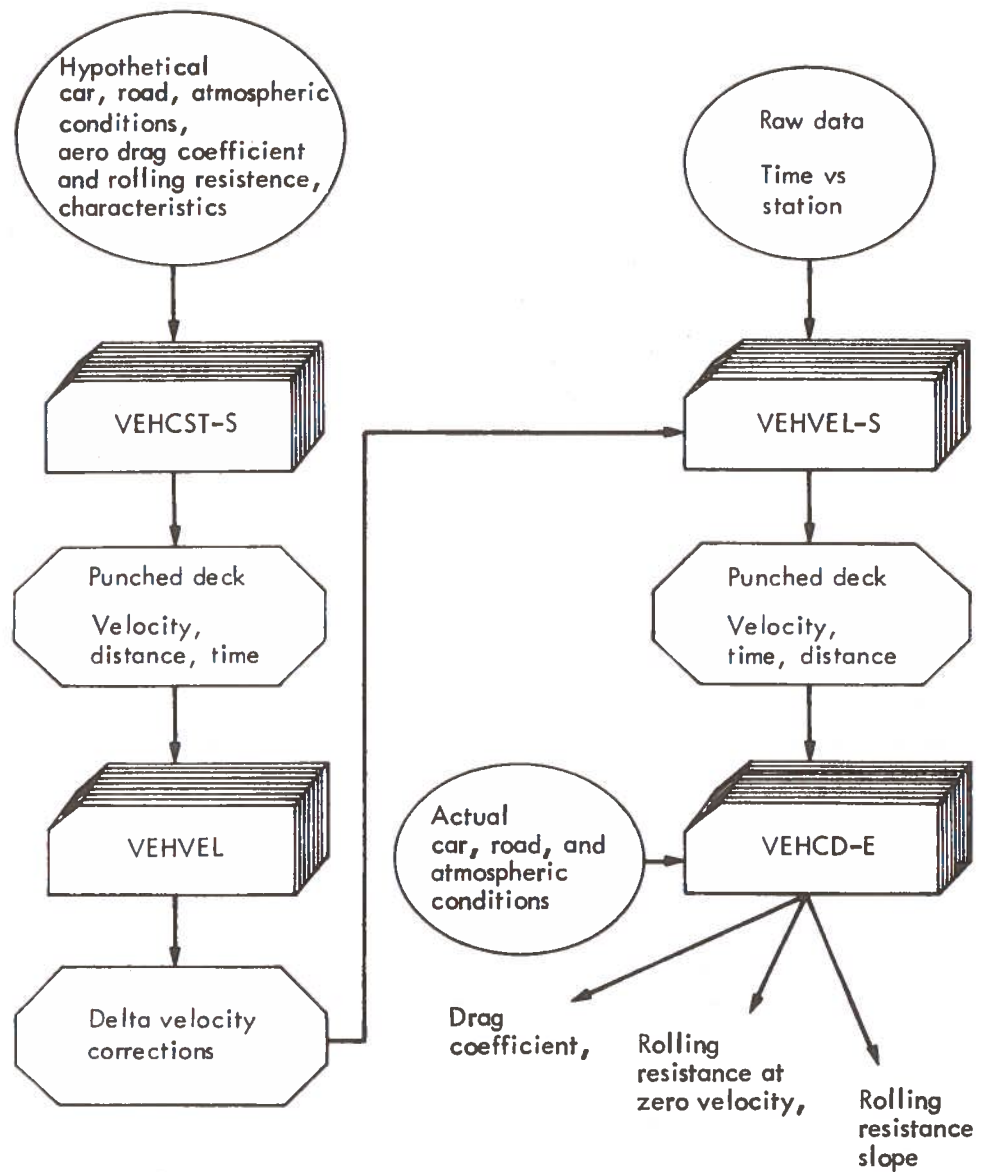 Hypothetical
car, road, atmospheric
conditions,
aero drag coefficient
and rolling resistence,
characteristics
VEHCST-S
Punched deck
Velocity,
distance, time
VEHVEL
Delta velocity
corrections
Raw data
Time vs
station
VEHVEL-S
Punched deck
Velocity,
time, distance
Actual
car, road, and
atmospheric
conditions
VEHCD-E
Drag
coefficient,
Rolling
resistance at
zero velocity,
Rolling
resistance
slope